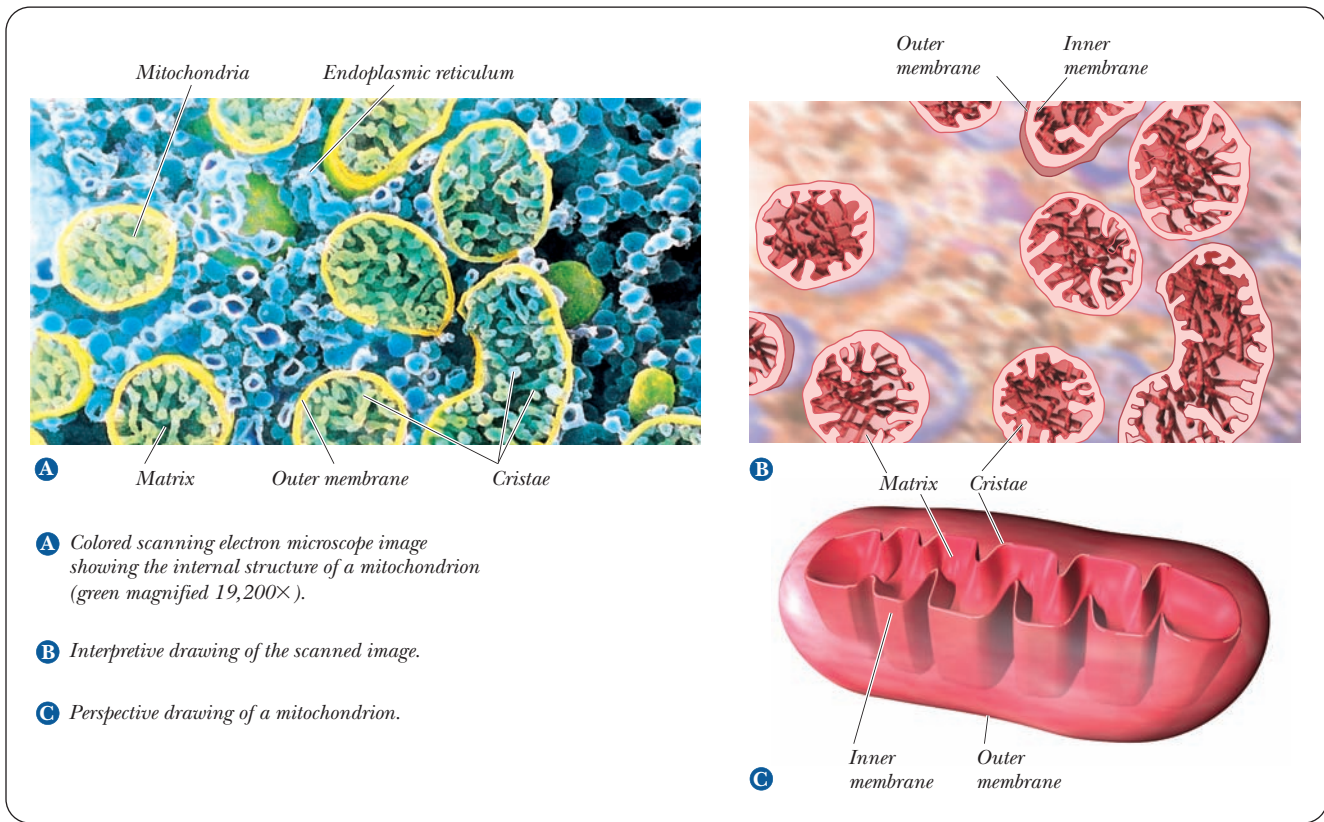 Mitochondria
Endoplasmic reticulum
Matrix
Outer membrane
Cristae
A
A Colored scanning electron microscope image
showing the internal structure of a mitochondrion
(green magnified 19,200×).
B Interpretive drawing of the scanned image.
C Perspective drawing of a mitochondrion.
Outer
membrane
Inner
membrane
B
Matrix
Cristae
Inner
membrane
Outer
membrane
C